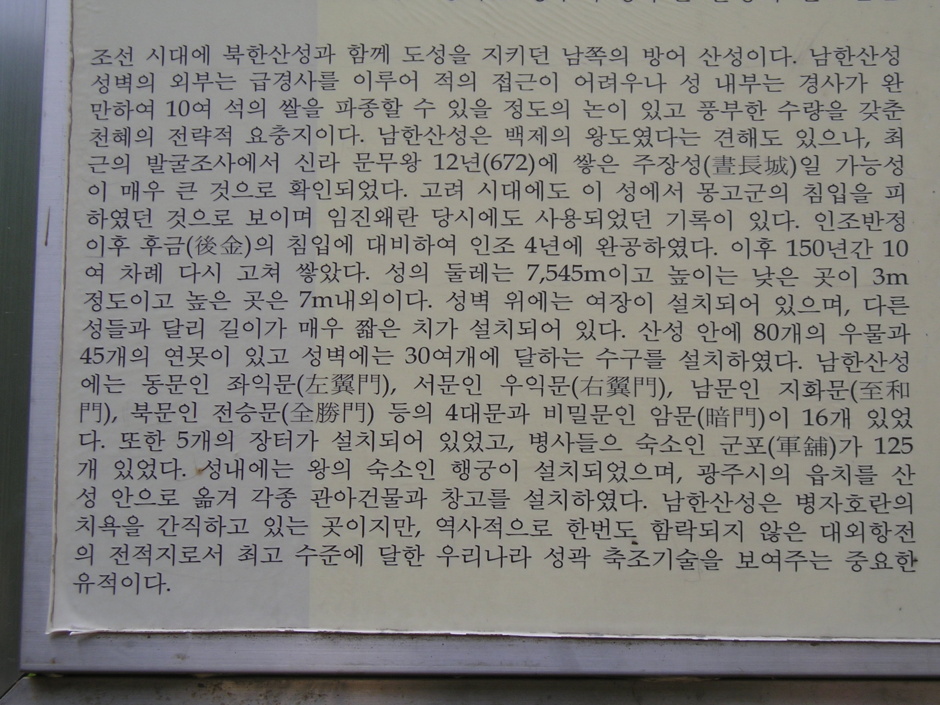 조선 시대에 북한산성과 함께 도성을 지키던 남쪽의 방어 산성이다. 남한산성
성벽의 외부는 급경사를 이루어 적의 접근이 어려우나 성 내부는 경사가 완
만하여 10여 석의 쌀을 파종할 수 있을 정도의 논이 있고 풍부한 수량을 갖춘
천혜의 전략적 요충지이다. 남한산성은 백제의 왕도였다는 견해도 있으나, 최
근의 발굴조사에서 신라 문무왕 12년(672)에 쌓은 주장성(晝長城)일 가능성
이 매우 큰 것으로 확인되었다. 고려 시대에도 이 성에서 몽고군의 침입을 피
하였던 것으로 보이며 임진왜란 당시에도 사용되었던 기록이 있다. 인조반정
이후 후금(後金)의 침입에 대비하여 인조 4년에 완공하였다. 이후 150년간 10
여 차례 다시 고쳐 쌓았다. 성의 둘레는 7,545m이고 높이는 낮은 곳이 3m
정도이고 높은 곳은 7m내외이다. 성벽 위에는 여장이 설치되어 있으며, 다른
성들과 달리 길이가 매우 짧은 치가 설치되어 있다. 산성 안에 80개의 우물과
45개의 연못이 있고 성벽에는 30여개에 달하는 수구를 설치하였다. 남한산성
에는 동문인 좌익문(左翼門), 서문인 우익문(右翼門), 남문인 지화문(至和
門), 북문인 전승문(全勝門) 등의 4대문과 비밀문인 암문(暗門)이 16개 있었
다. 또한 5개의 장터가 설치되어 있었고, 병사들으 숙소인 군포(軍舖)가 125
개 있었다. 성내에는 왕의 숙소인 행궁이 설치되었으며, 광주시의 읍치를 산
성 안으로 옮겨 각종 관아건물과 창고를 설치하였다. 남한산성은 병자호란의
치욕을 간직하고 있는 곳이지만, 역사적으로 한번도 함락되지 않은 대외항전
의 전적지로서 최고 수준에 달한 우리나라 성곽 축조기술을 보여주는 중요한
유적이다.